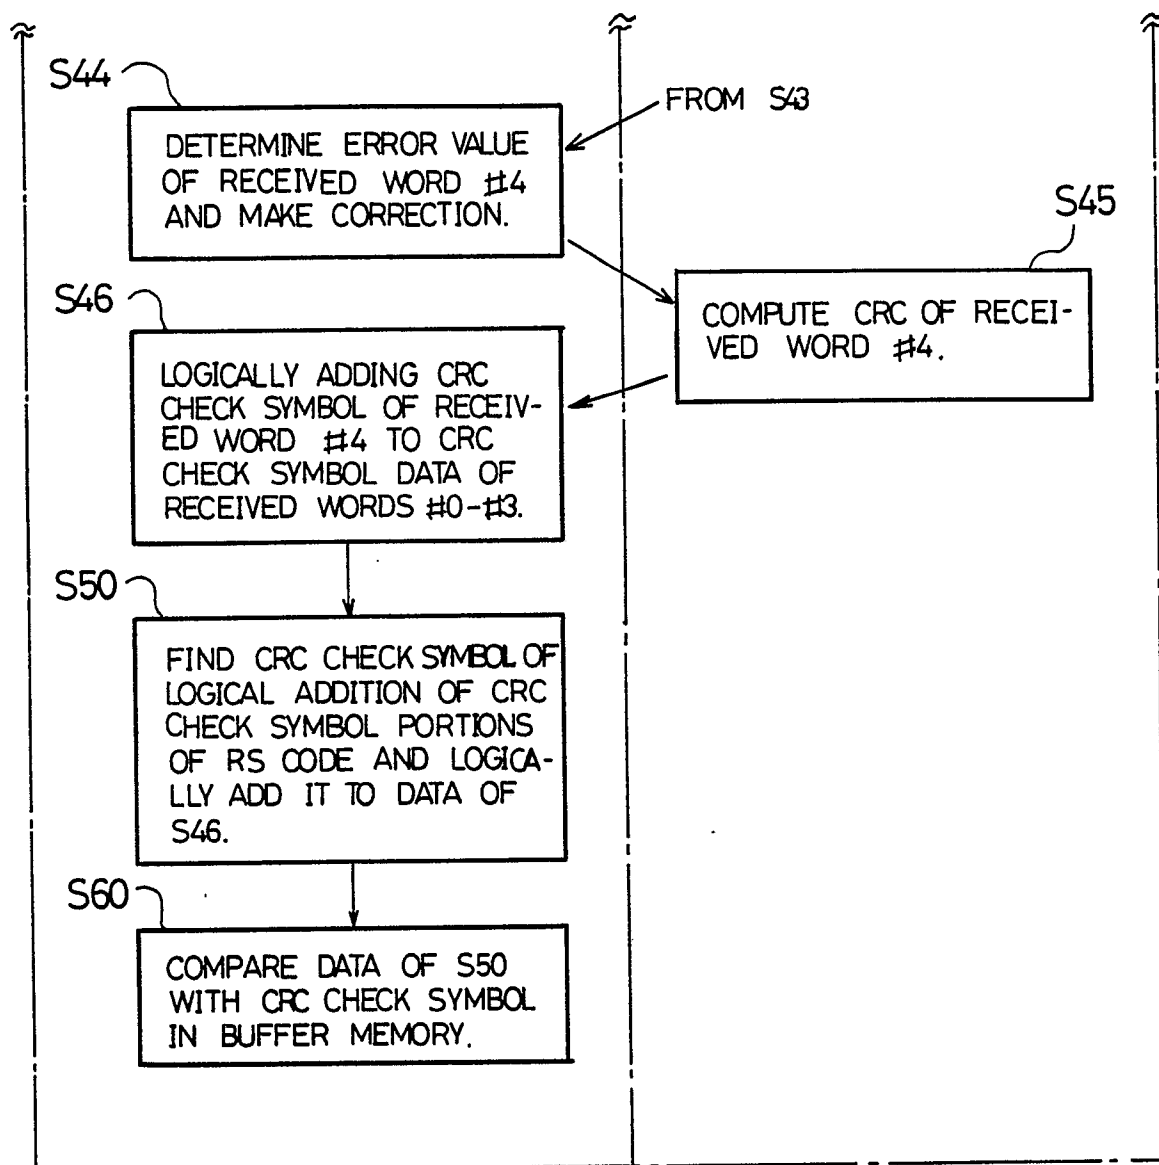 S44
FROM S43
DETERMINE ERROR VALUE
OF RECEIVED WORD #4
AND MAKE CORRECTION.
S45
COMPUTE CRC OF RECEI-
VED WORD #4.
S46
LOGICALLY ADDING CRC
CHECK SYMBOL OF RECEIV-
ED WORD #4 TO CRC
CHECK SYMBOL DATA OF
RECEIVED WORDS #0-#3.
S50
FIND CRC CHECK SYMBOL OF
LOGICAL ADDITION OF CRC
CHECK SYMBOL PORTIONS
OF RS CODE AND LOGICA-
LLY ADD IT TO DATA OF
S46.
S60
COMPARE DATA OF S50
WITH CRC CHECK SYMBOL
IN BUFFER MEMORY.